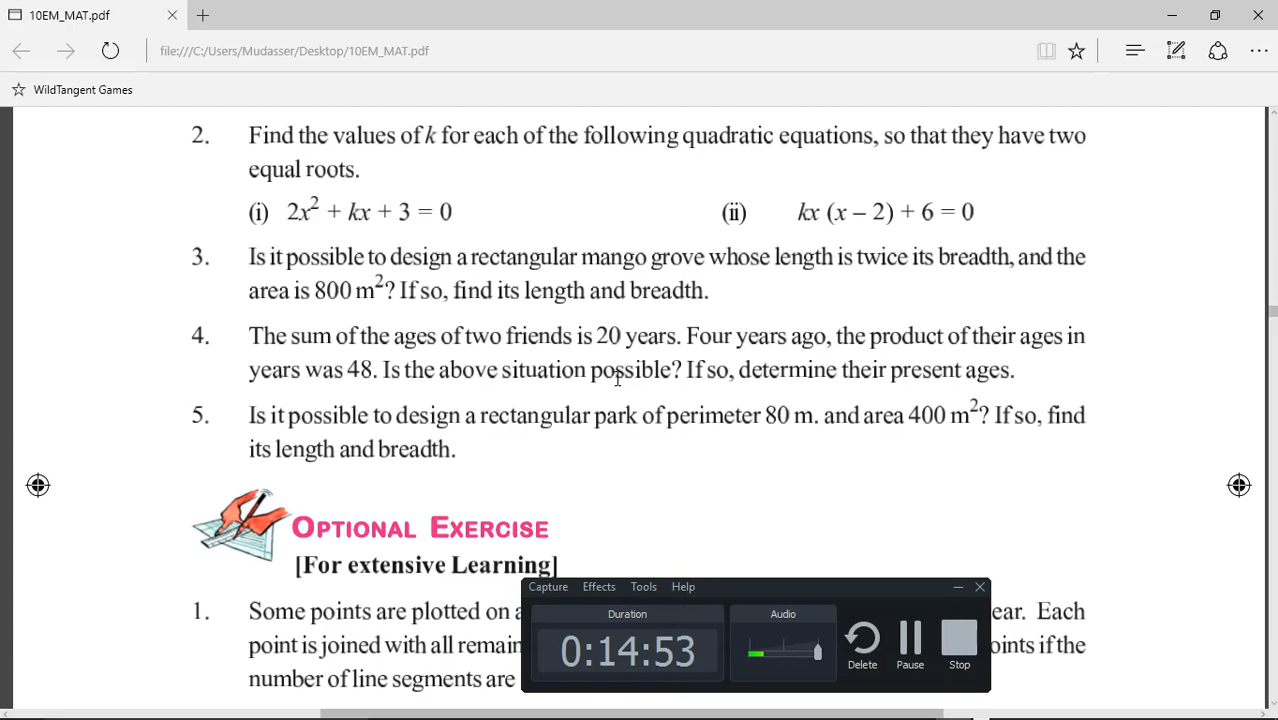 10EM_MAT.pdf
file:///C:/Users/Mudasser/Desktop/10EM_MAT.pdf
WildTangent Games
2. Find the values of k for each of the following quadratic equations, so that they have two
equal roots.
(i) 2x² + kx + 3 = 0 (ii) kx (x – 2) + 6 = 0
3. Is it possible to design a rectangular mango grove whose length is twice its breadth, and the
area is 800 m²? If so, find its length and breadth.
4. The sum of the ages of two friends is 20 years. Four years ago, the product of their ages in
years was 48. Is the above situation possible? If so, determine their present ages.
5. Is it possible to design a rectangular park of perimeter 80 m. and area 400 m²? If so, find
its length and breadth.
OPTIONAL EXERCISE
[For extensive Learning]
Capture Effects Tools Help
Duration Audio
0:14:53
Delete Pause Stop
1. Some points are plotted on a ear. Each
point is joined with all remain oints if the
number of line segments are